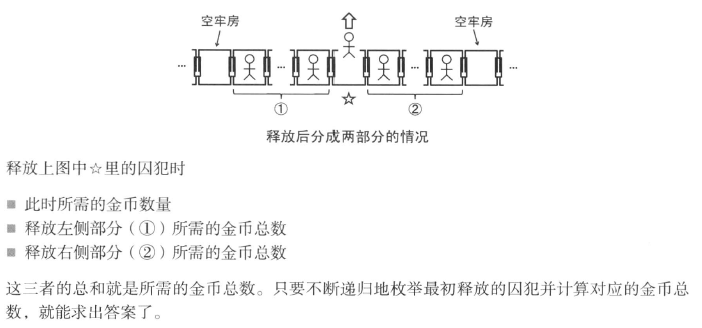 空牢房
空牢房
...
...
...
...
①
☆
②
释放后分成两部分的情况
释放上图中☆里的囚犯时
■ 此时所需的金币数量
■ 释放左侧部分（①）所需的金币总数
■ 释放右侧部分（②）所需的金币总数
这三者的总和就是所需的金币总数。只要不断递归地枚举最初释放的囚犯并计算对应的金币总
数，就能求出答案了。